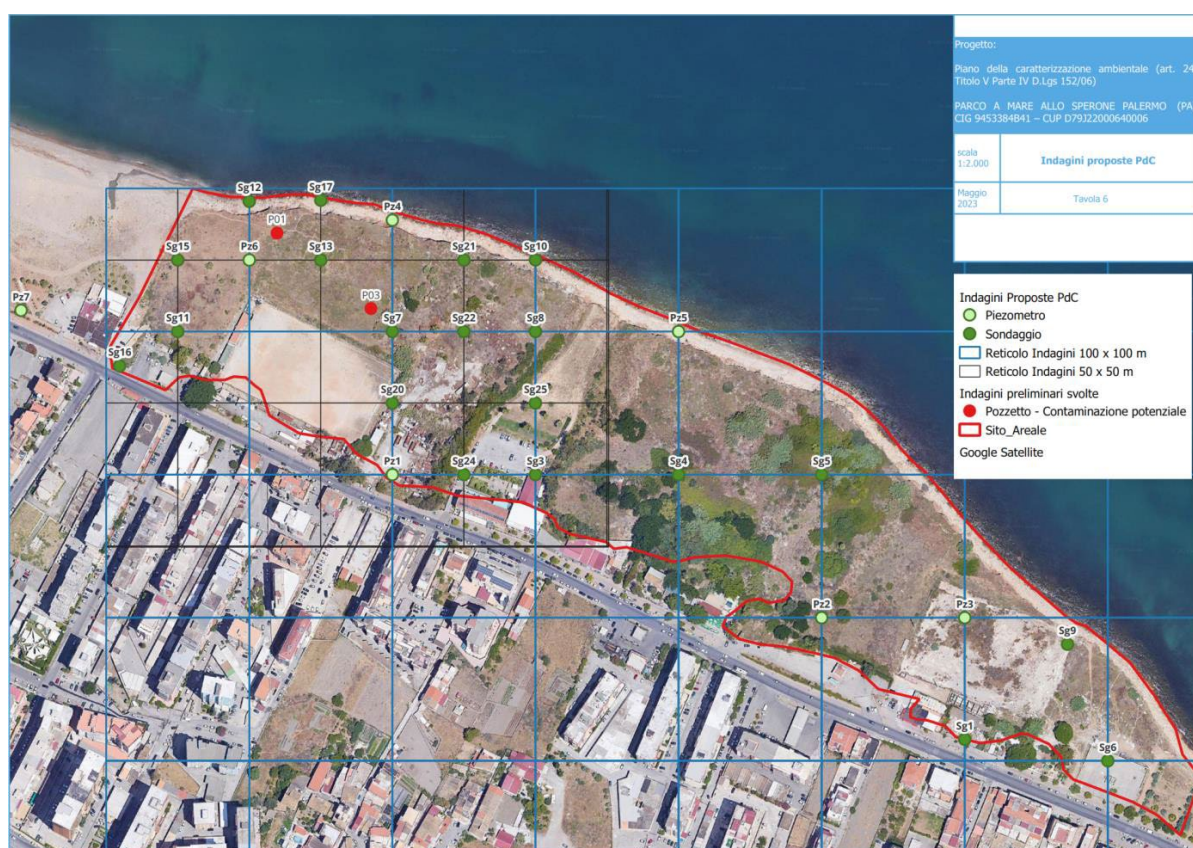 Progetto:
Piano della caratterizzazione ambientale (art. 24
Titolo V Parte IV D.Lgs 152/06)
PARCO A MARE ALLO SPERONE PALERMO (PA
CIG 9453384B41 – CUP D79J22000640006
scala
1:2.000
Indagini proposte PdC
Maggio
2023
Tavola 6
Indagini Proposte PdC
Piezometro
Sondaggio
Reticolo Indagini 100 x 100 m
Reticolo Indagini 50 x 50 m
Indagini preliminari svolte
Pozzetto - Contaminazione potenziale
Sito_Areale
Google Satellite
Sg12
Sg17
Pz4
P01
Sg15
Pz6
Sg13
Sg21
Sg10
Pz7
P03
Sg11
Sg7
Sg22
Sg8
Pz5
Sg16
Sg20
Sg25
Pz1
Sg24
Sg3
Sg4
Sg5
Pz2
Pz3
Sg9
Sg1
Sg6